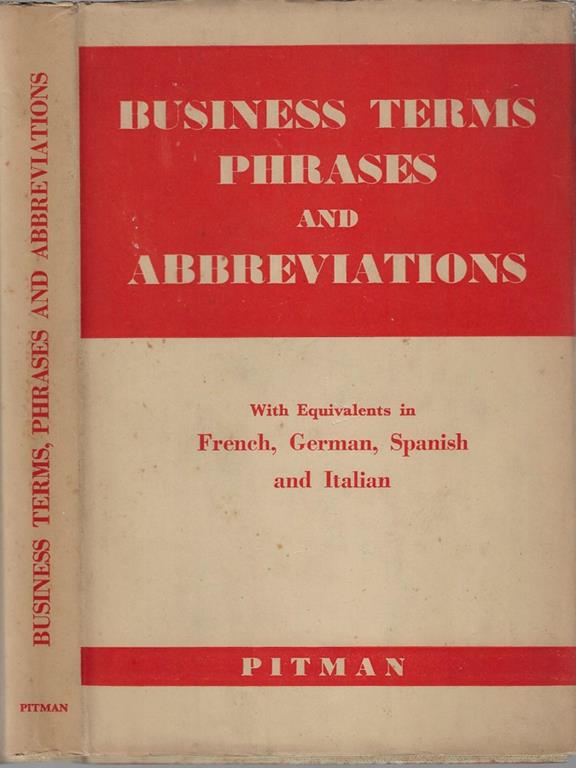 BUSINESS TERMS, PHRASES AND ABBREVIATIONS
PITMAN
BUSINESS TERMS
PHRASES
AND
ABBREVIATIONS
With Equivalents in
French, German, Spanish
and Italian
PITMAN